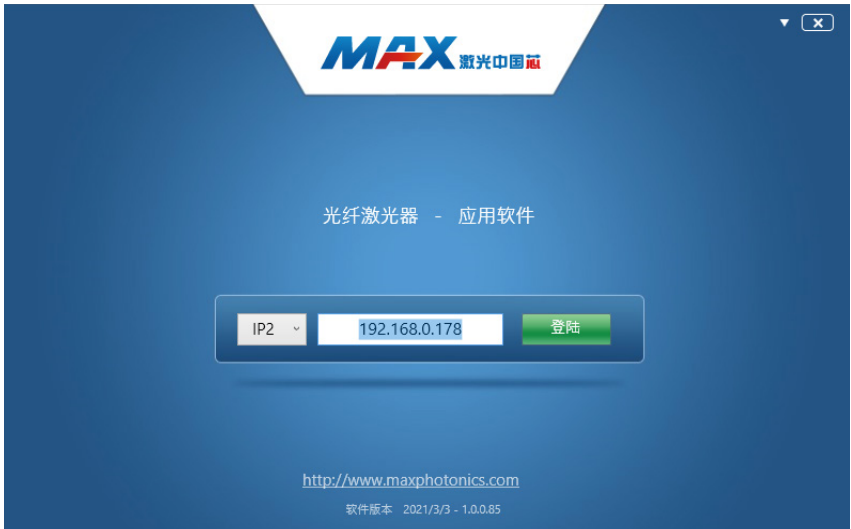 MAX 激光中国芯
光纤激光器 - 应用软件
IP2 192.168.0.178 登陆
http://www.maxphotonics.com
软件版本 2021/3/3 - 1.0.0.85